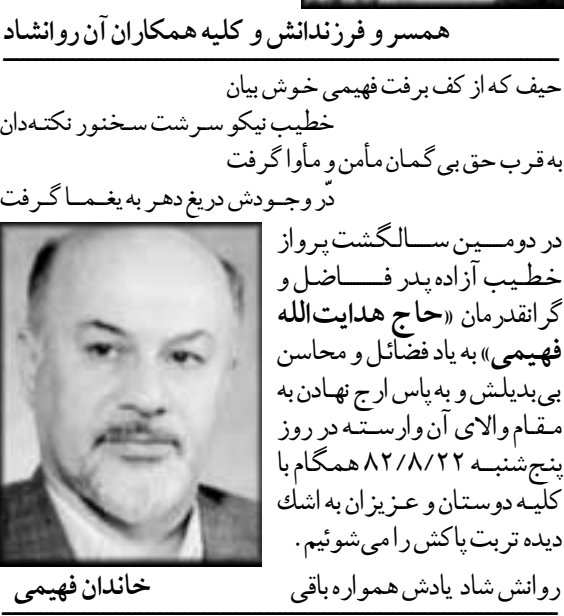 همسر و فرزندانش و کلیه همکاران آن روانشاد
حیف که از کف برفت فهیمی خوش بیان
خطیب نیکو سرشت سخنور نکته‌دان
به قرب حق بی گمان مأمن و مأوا گرفت
دّر وجودش دریغ دهر به یغما گرفت
در دومین سالگشت پرواز
خطیب آزاده پدر فاضل و
گرانقدرمان «حاج هدایت‌الله
فهیمی» به یاد فضائل و محاسن
بی‌بدیلش و به پاس ارج نهادن به
مقام والای آن وارسته در روز
پنج‌شنبه ۸۲/۸/۲۲ همگام با
کلیه دوستان و عزیزان به اشك
دیده تربت پاکش را می‌شوئیم.
روانش شاد یادش همواره باقی
خاندان فهیمی